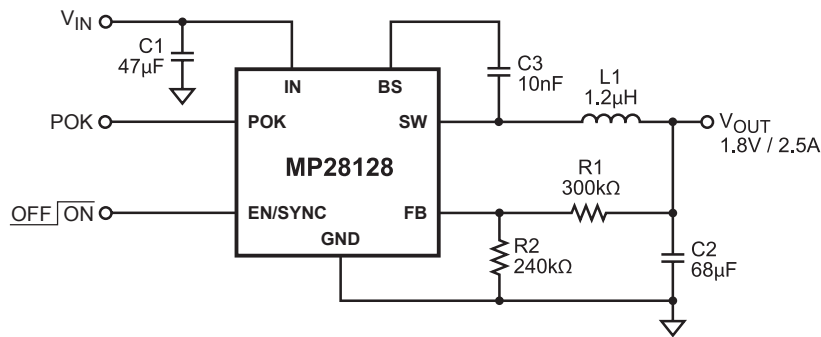 VIN
C1
47µF
IN
BS
C3
10nF
L1
1.2µH
POK
POK
SW
VOUT
1.8V / 2.5A
MP28128
R1
300kΩ
OFF ON
EN/SYNC
FB
GND
R2
240kΩ
C2
68µF